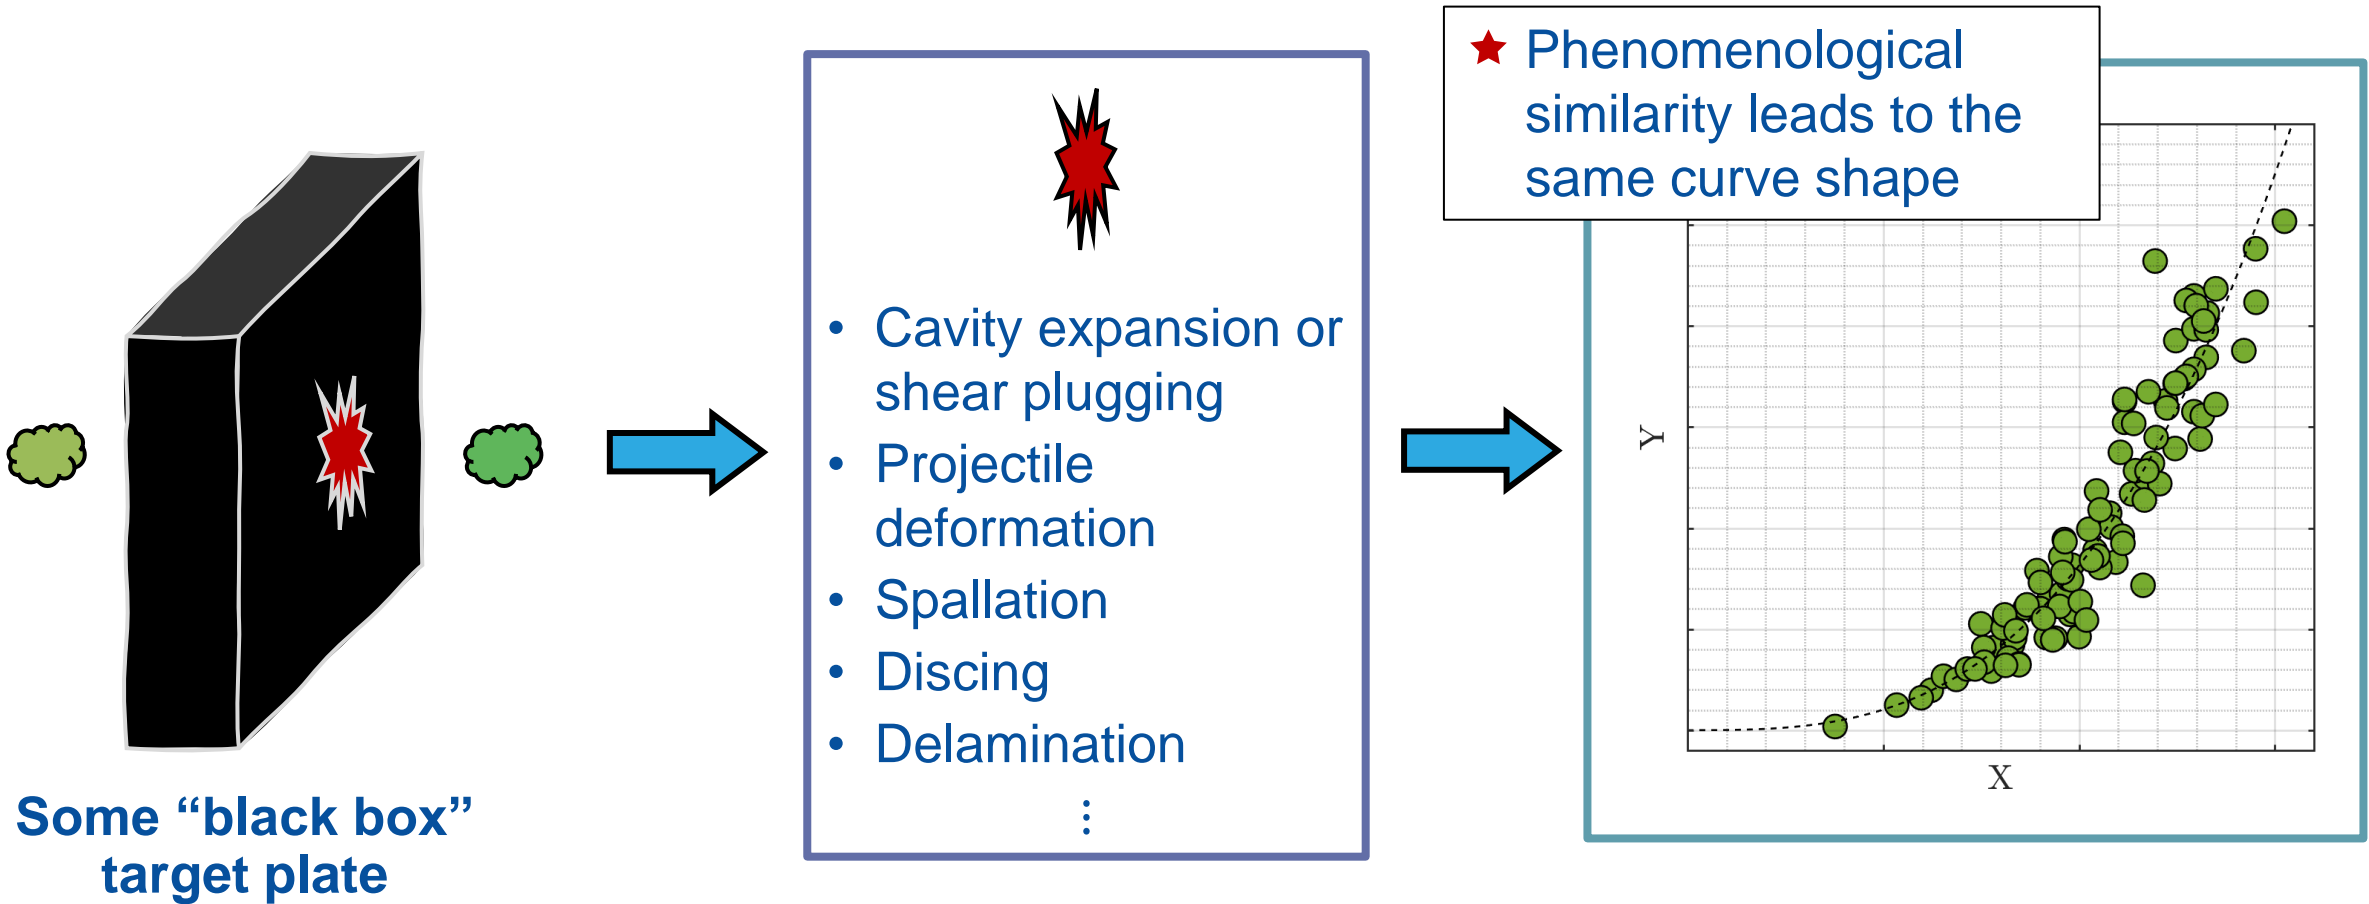 Some “black box”
target plate
• Cavity expansion or
shear plugging
• Projectile
deformation
• Spallation
• Discing
• Delamination
⋮
Phenomenological
similarity leads to the
same curve shape
Y
X